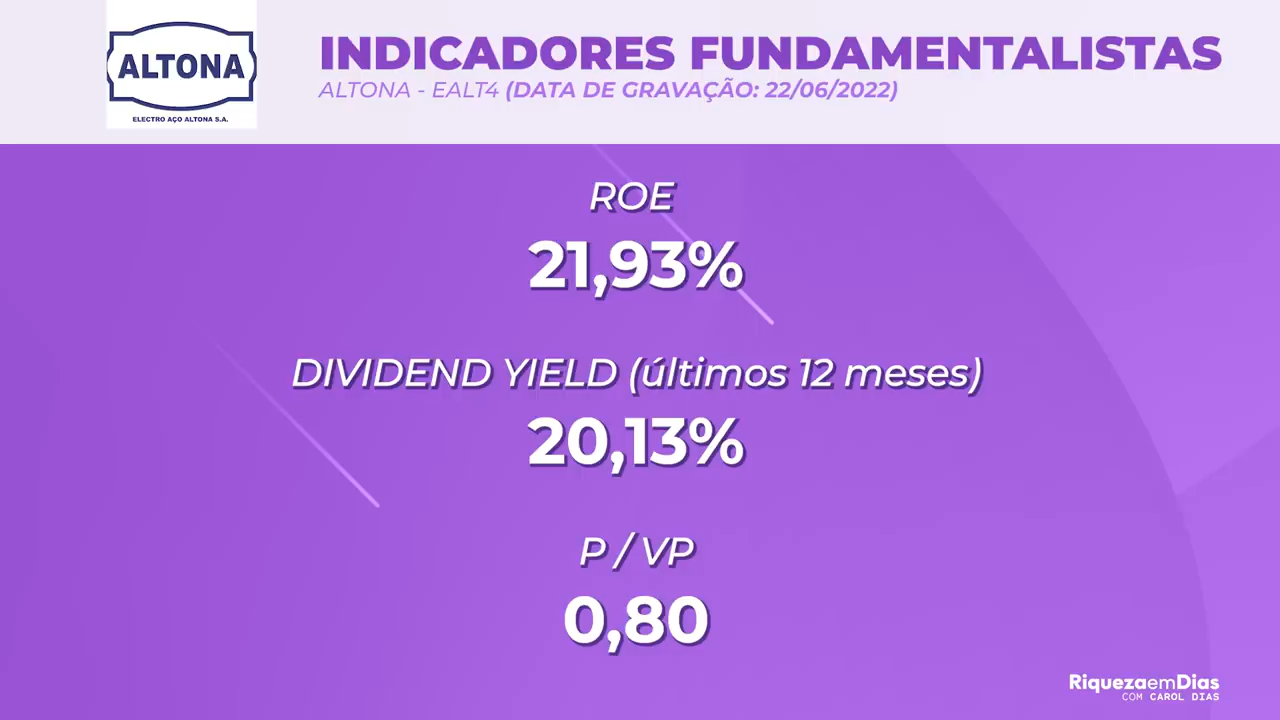 ALTONA
ELECTRO AÇO ALTONA S.A.
INDICADORES FUNDAMENTALISTAS
ALTONA - EALT4 (DATA DE GRAVAÇÃO: 22/06/2022)
ROE
21,93%
DIVIDEND YIELD (últimos 12 meses)
20,13%
P / VP
0,80
RiquezaemDias
COM CAROL DIAS